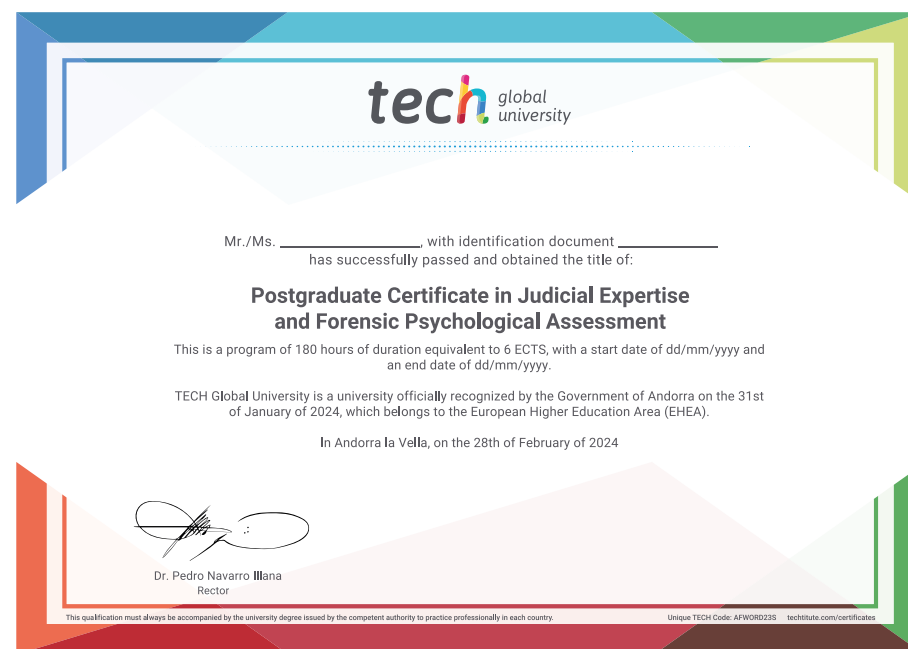 tech global university
Mr./Ms. ____________________, with identification document ______________
has successfully passed and obtained the title of:
Postgraduate Certificate in Judicial Expertise
and Forensic Psychological Assessment
This is a program of 180 hours of duration equivalent to 6 ECTS, with a start date of dd/mm/yyyy and
an end date of dd/mm/yyyy.
TECH Global University is a university officially recognized by the Government of Andorra on the 31st
of January of 2024, which belongs to the European Higher Education Area (EHEA).
In Andorra la Vella, on the 28th of February of 2024
Dr. Pedro Navarro Illana
Rector
This qualification must always be accompanied by the university degree issued by the competent authority to practice professionally in each country.
Unique TECH Code: AFWORD23S techtitute.com/certificates